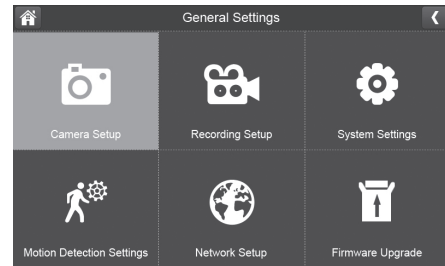 General Settings
Camera Setup
Recording Setup
System Settings
Motion Detection Settings
Network Setup
Firmware Upgrade